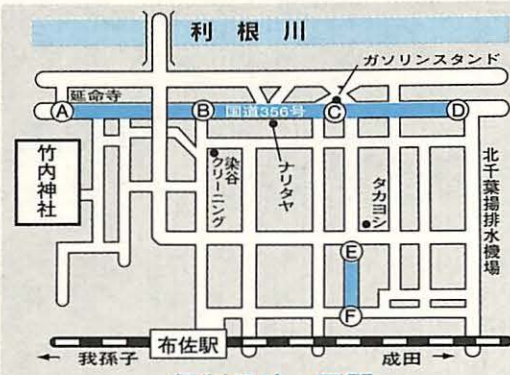 利根川
ガソリンスタンド
延命寺
A
B
国道356号
C
D
竹内神社
染谷
クリーニング
ナリタヤ
タカヨシ
北千葉揚排水機場
E
F
布佐駅
← 我孫子
成田 →